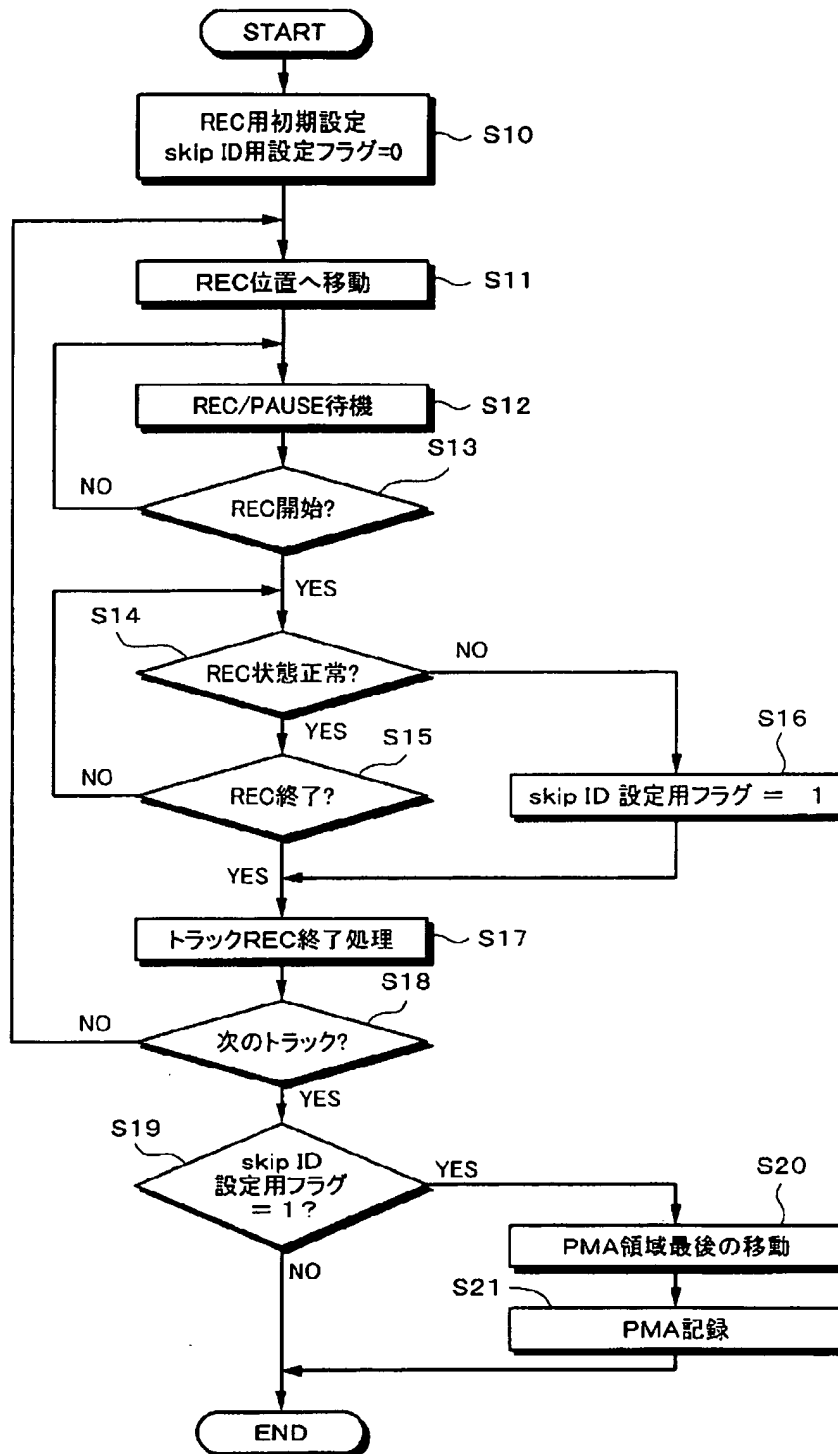 START
REC用初期設定
skip ID用設定フラグ=0
S10
REC位置へ移動
S11
REC/PAUSE待機
S12
S13
NO
REC開始?
YES
S14
REC状態正常?
NO
YES
S15
S16
NO
REC終了?
skip ID 設定用フラグ = 1
YES
トラックREC終了処理
S17
S18
NO
次のトラック?
YES
S19
skip ID
設定用フラグ
= 1?
YES
S20
PMA領域最後の移動
NO
S21
PMA記録
END